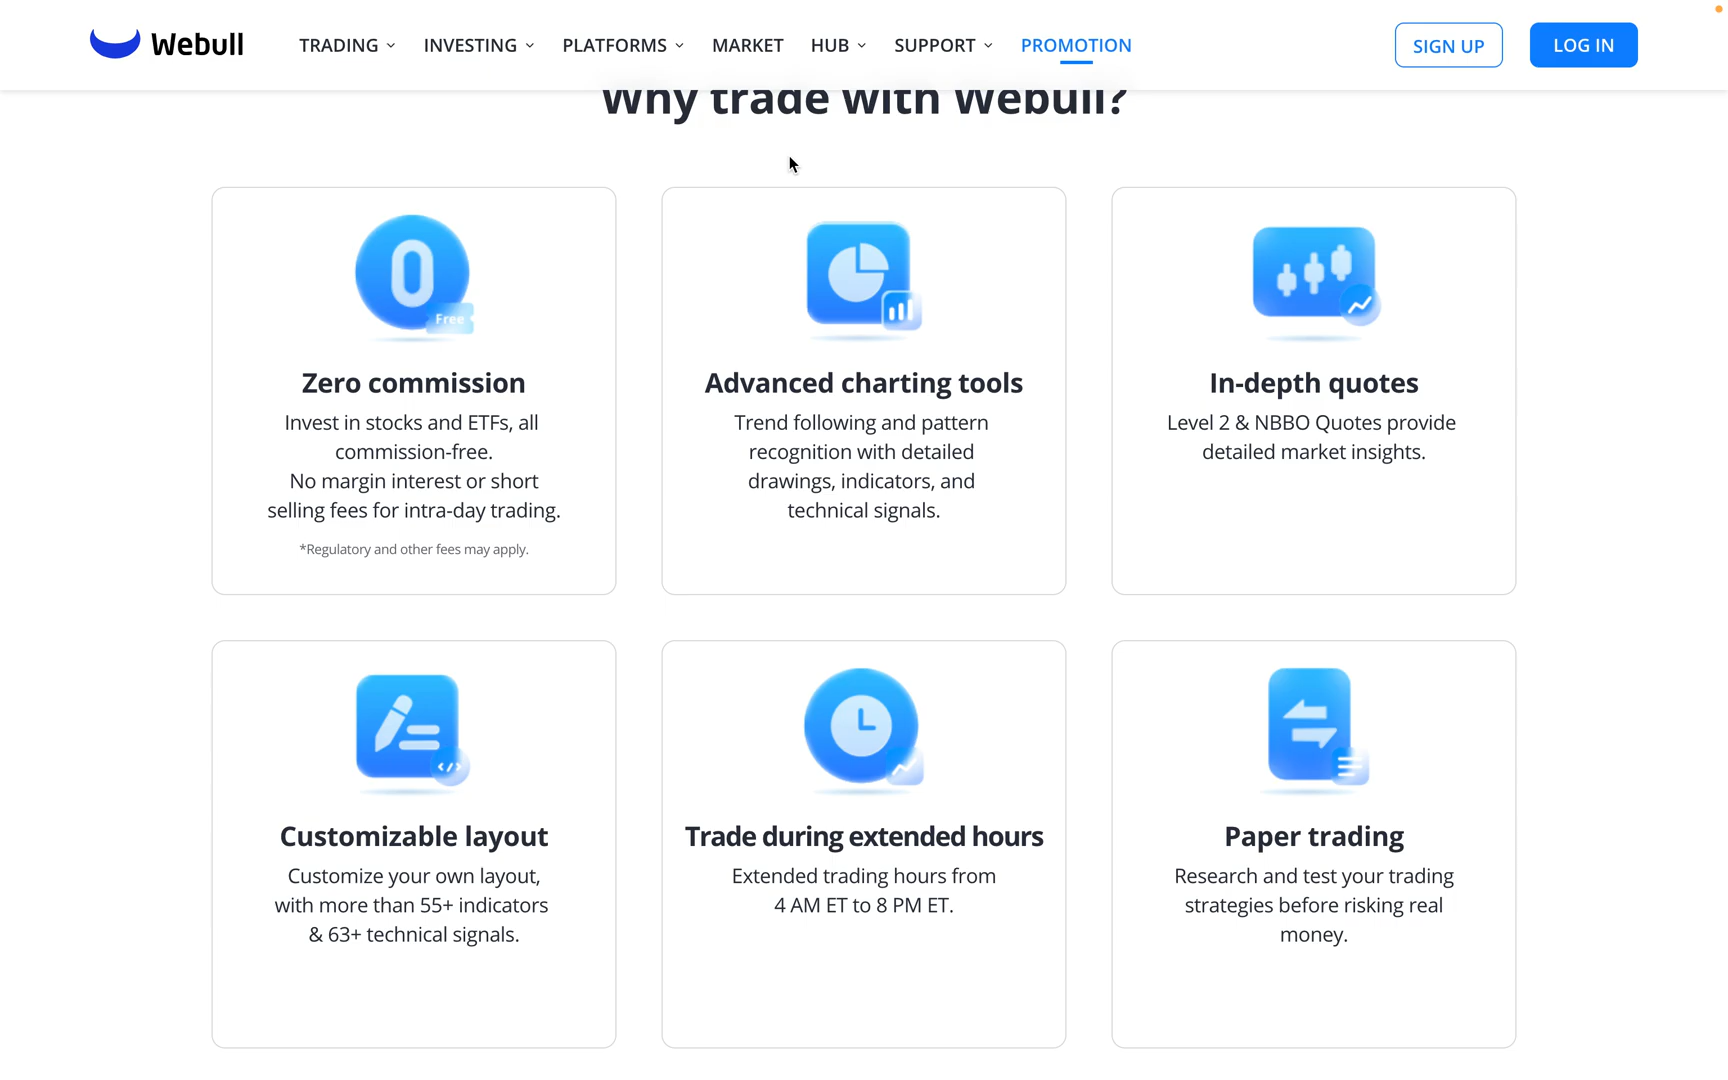 Webull
TRADING
INVESTING
PLATFORMS
MARKET
HUB
SUPPORT
PROMOTION
SIGN UP
LOG IN
Why trade with Webull?
0
Free
Zero commission
Invest in stocks and ETFs, all
commission-free.
No margin interest or short
selling fees for intra-day trading.
*Regulatory and other fees may apply.
Advanced charting tools
Trend following and pattern
recognition with detailed
drawings, indicators, and
technical signals.
In-depth quotes
Level 2 & NBBO Quotes provide
detailed market insights.
</>
Customizable layout
Customize your own layout,
with more than 55+ indicators
& 63+ technical signals.
Trade during extended hours
Extended trading hours from
4 AM ET to 8 PM ET.
Paper trading
Research and test your trading
strategies before risking real
money.